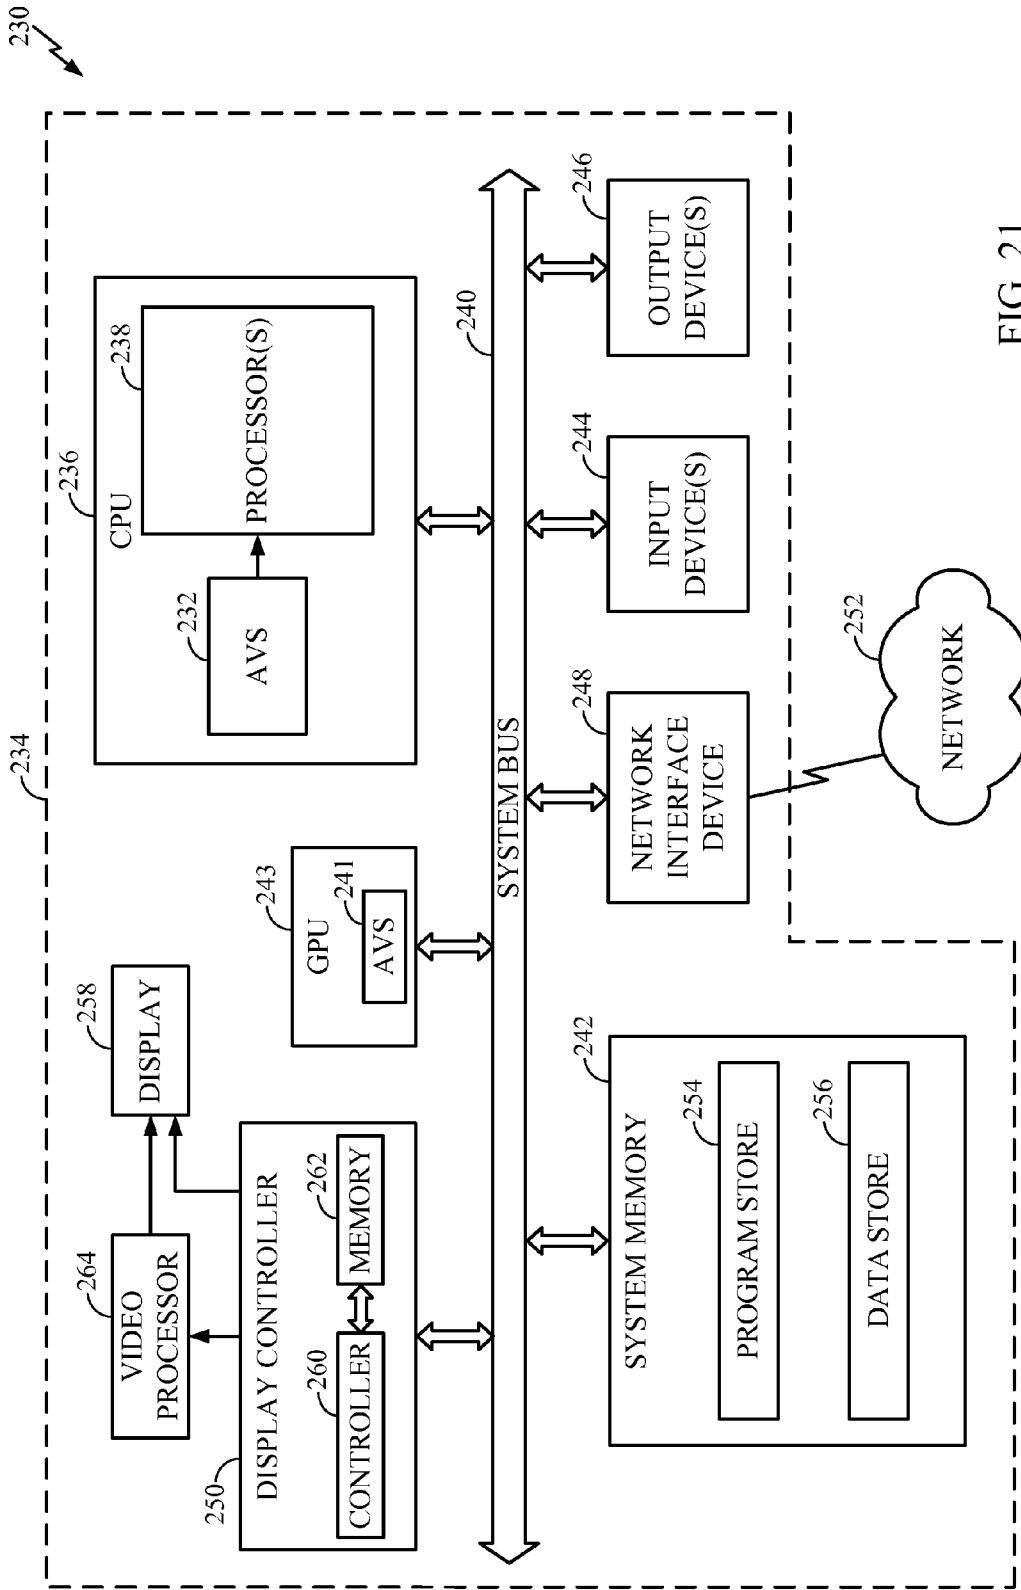 230
234
236
CPU
238
PROCESSOR(S)
232
AVS
243
GPU
241
AVS
258
DISPLAY
264
VIDEO
PROCESSOR
250
DISPLAY CONTROLLER
260
CONTROLLER
262
MEMORY
240
SYSTEM BUS
242
SYSTEM MEMORY
254
PROGRAM STORE
256
DATA STORE
248
NETWORK
INTERFACE
DEVICE
244
INPUT
DEVICE(S)
246
OUTPUT
DEVICE(S)
252
NETWORK
FIG. 21